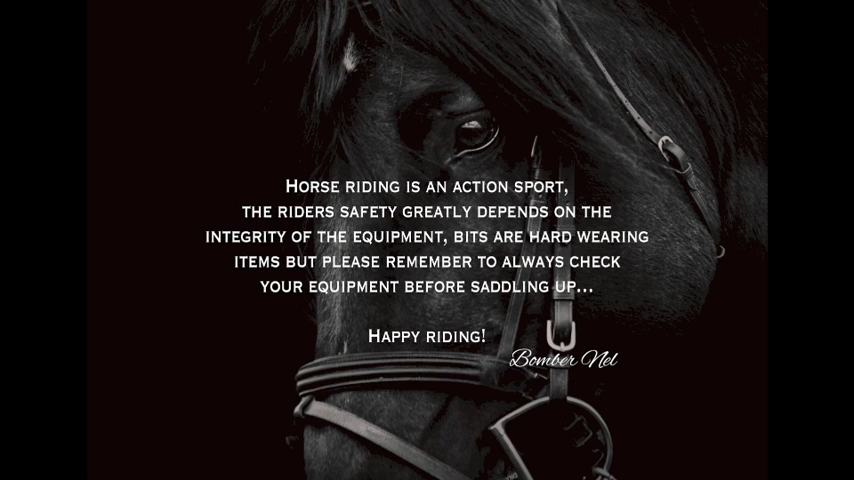 Horse riding is an action sport,
the riders safety greatly depends on the
integrity of the equipment, bits are hard wearing
items but please remember to always check
your equipment before saddling up...
Happy riding!
Bomber Nel